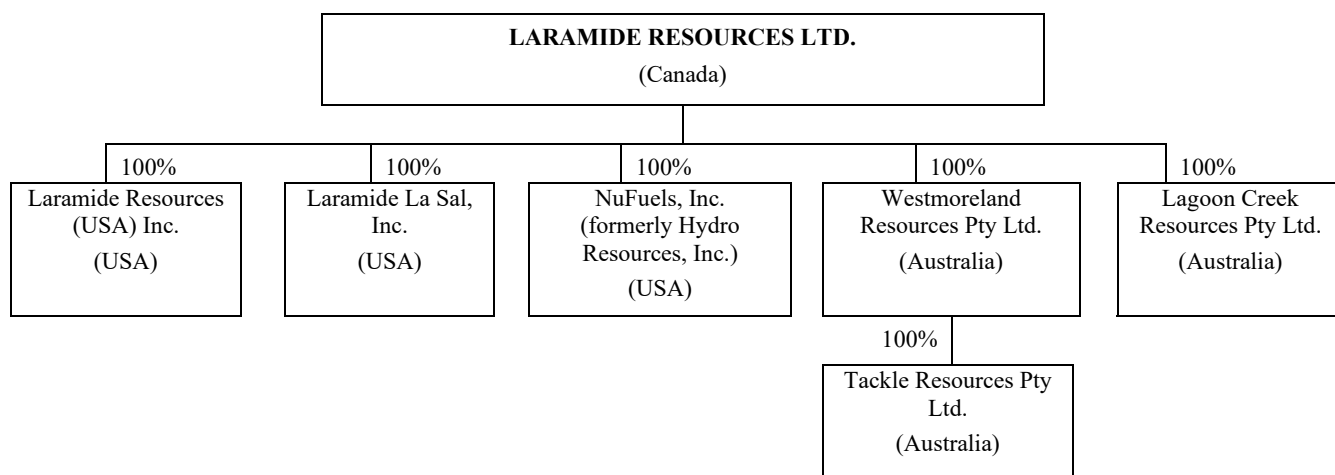 LARAMIDE RESOURCES LTD.
(Canada)
100%
100%
100%
100%
100%
Laramide Resources
(USA) Inc.
(USA)
Laramide La Sal,
Inc.
(USA)
NuFuels, Inc.
(formerly Hydro
Resources, Inc.)
(USA)
Westmoreland
Resources Pty Ltd.
(Australia)
Lagoon Creek
Resources Pty Ltd.
(Australia)
100%
Tackle Resources Pty
Ltd.
(Australia)